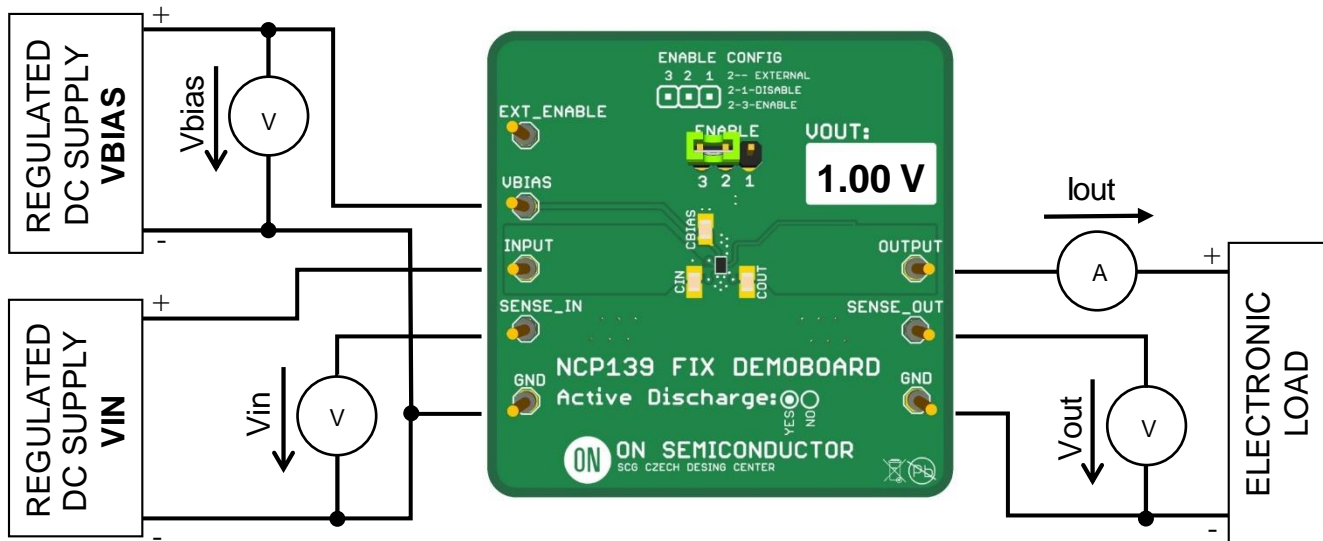 REGULATED
DC SUPPLY
VBIAS
+
-
Vbias
V
REGULATED
DC SUPPLY
VIN
+
-
Vin
V
ENABLE CONFIG
3 2 1
2-- EXTERNAL
2-1-DISABLE
2-3-ENABLE
EXT_ENABLE
ENABLE
3 2 1
VOUT:
1.00 V
VBIAS
CBIAS
INPUT
OUTPUT
CIN
COUT
SENSE_IN
SENSE_OUT
NCP139 FIX DEMOBOARD
GND
GND
Active Discharge:
YES
NO
ON
ON SEMICONDUCTOR
SCG CZECH DESING CENTER
Pb
Iout
A
+
-
Vout
V
ELECTRONIC
LOAD